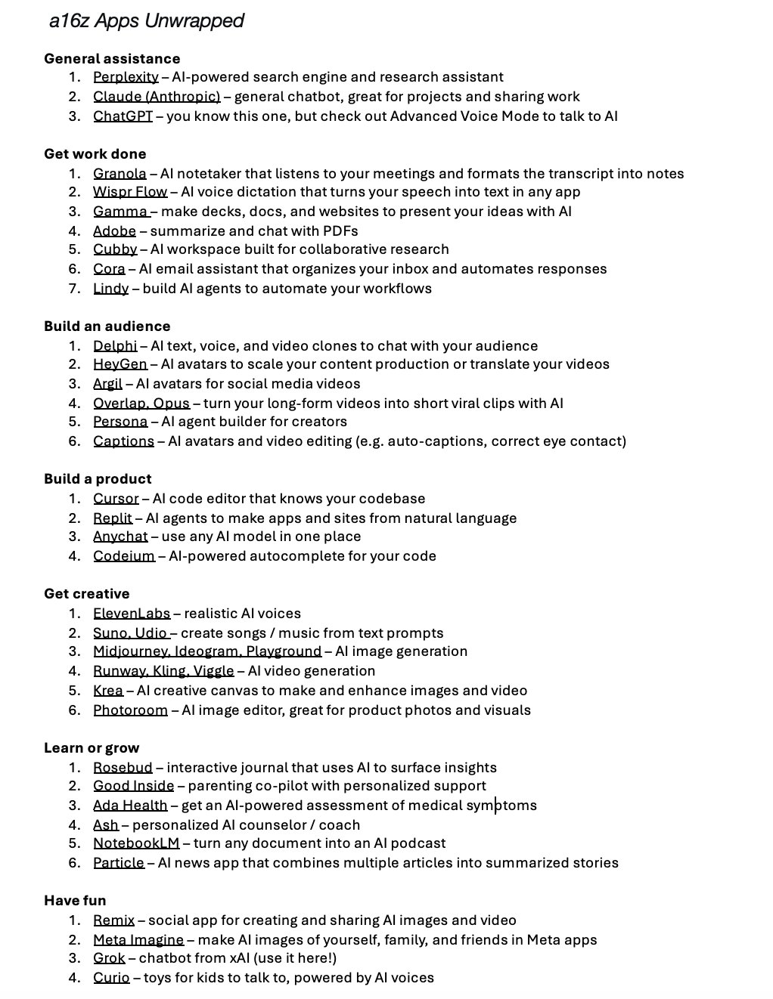 a16z Apps Unwrapped
General assistance
1. Perplexity – AI-powered search engine and research assistant
2. Claude (Anthropic) – general chatbot, great for projects and sharing work
3. ChatGPT – you know this one, but check out Advanced Voice Mode to talk to AI
Get work done
1. Granola – AI notetaker that listens to your meetings and formats the transcript into notes
2. Wispr Flow – AI voice dictation that turns your speech into text in any app
3. Gamma – make decks, docs, and websites to present your ideas with AI
4. Adobe – summarize and chat with PDFs
5. Cubby – AI workspace built for collaborative research
6. Cora – AI email assistant that organizes your inbox and automates responses
7. Lindy – build AI agents to automate your workflows
Build an audience
1. Delphi – AI text, voice, and video clones to chat with your audience
2. HeyGen – AI avatars to scale your content production or translate your videos
3. Argil – AI avatars for social media videos
4. Overlap, Opus – turn your long-form videos into short viral clips with AI
5. Persona – AI agent builder for creators
6. Captions – AI avatars and video editing (e.g. auto-captions, correct eye contact)
Build a product
1. Cursor – AI code editor that knows your codebase
2. Replit – AI agents to make apps and sites from natural language
3. Anychat – use any AI model in one place
4. Codeium – AI-powered autocomplete for your code
Get creative
1. ElevenLabs – realistic AI voices
2. Suno, Udio – create songs / music from text prompts
3. Midjourney, Ideogram, Playground – AI image generation
4. Runway, Kling, Viggle – AI video generation
5. Krea – AI creative canvas to make and enhance images and video
6. Photoroom – AI image editor, great for product photos and visuals
Learn or grow
1. Rosebud – interactive journal that uses AI to surface insights
2. Good Inside – parenting co-pilot with personalized support
3. Ada Health – get an AI-powered assessment of medical symptoms
4. Ash – personalized AI counselor / coach
5. NotebookLM – turn any document into an AI podcast
6. Particle – AI news app that combines multiple articles into summarized stories
Have fun
1. Remix – social app for creating and sharing AI images and video
2. Meta Imagine – make AI images of yourself, family, and friends in Meta apps
3. Grok – chatbot from xAI (use it here!)
4. Curio – toys for kids to talk to, powered by AI voices